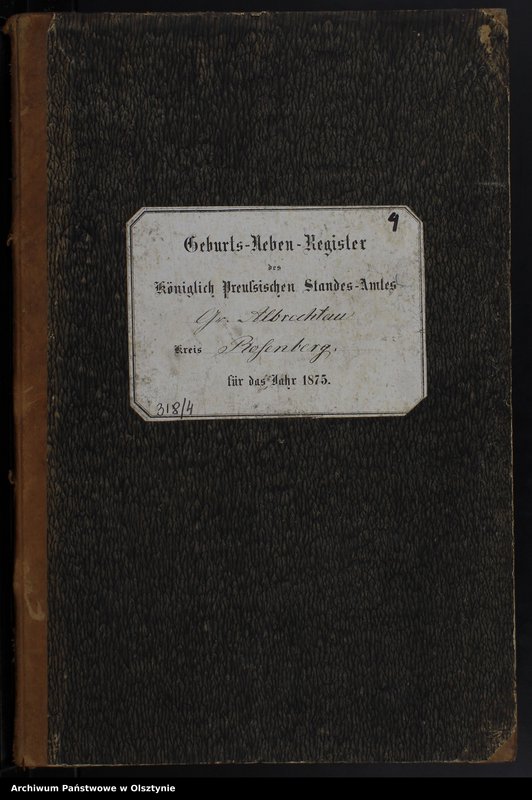 9
Geburts-Neben-Register
des
Königlich Preußischen Standes-Amtes
Gr. Albrechtau
Kreis Rosenberg.
für das Jahr 1875.
318/4
Archiwum Państwowe w Olsztynie